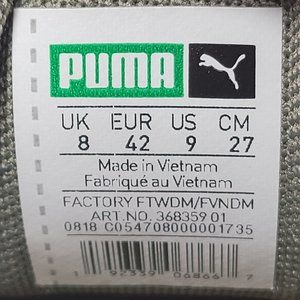 PUMA
UK EUR US CM
8 42 9 27
Made in Vietnam
Fabriqué au Vietnam
FACTORY FTWDM/FVNDM
ART.NO. 368359 01
0818 C054708000001735